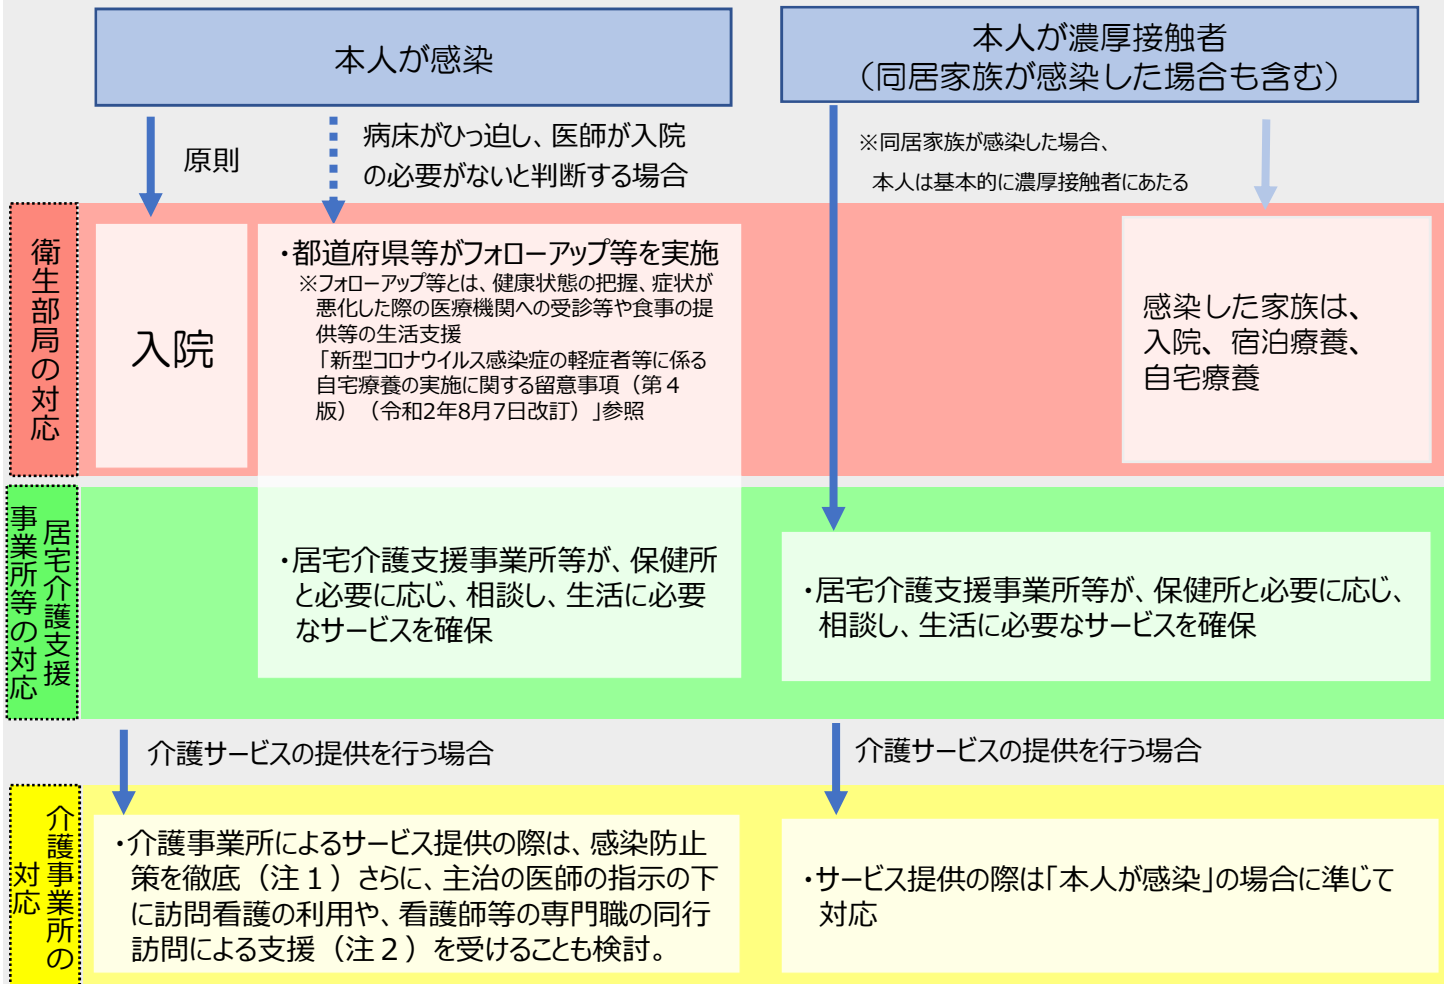 本人が感染
本人が濃厚接触者
（同居家族が感染した場合も含む）
原則
病床がひっ迫し、医師が入院
の必要がないと判断する場合
※同居家族が感染した場合、
本人は基本的に濃厚接触者にあたる
衛生部局の対応
入院
・都道府県等がフォローアップ等を実施
※フォローアップ等とは、健康状態の把握、症状が
悪化した際の医療機関への受診等や食事の提
供等の生活支援
「新型コロナウイルス感染症の軽症者等に係る
自宅療養の実施に関する留意事項（第４
版）（令和2年8月7日改訂）」参照
感染した家族は、
入院、宿泊療養、
自宅療養
居宅介護支援
事業所等の対応
・居宅介護支援事業所等が、保健所
と必要に応じ、相談し、生活に必要
なサービスを確保
・居宅介護支援事業所等が、保健所と必要に応じ、
相談し、生活に必要なサービスを確保
介護サービスの提供を行う場合
介護サービスの提供を行う場合
介護事業所の
対応
・介護事業所によるサービス提供の際は、感染防止
策を徹底（注１）さらに、主治の医師の指示の下
に訪問看護の利用や、看護師等の専門職の同行
訪問による支援（注２）を受けることも検討。
・サービス提供の際は「本人が感染」の場合に準じて
対応